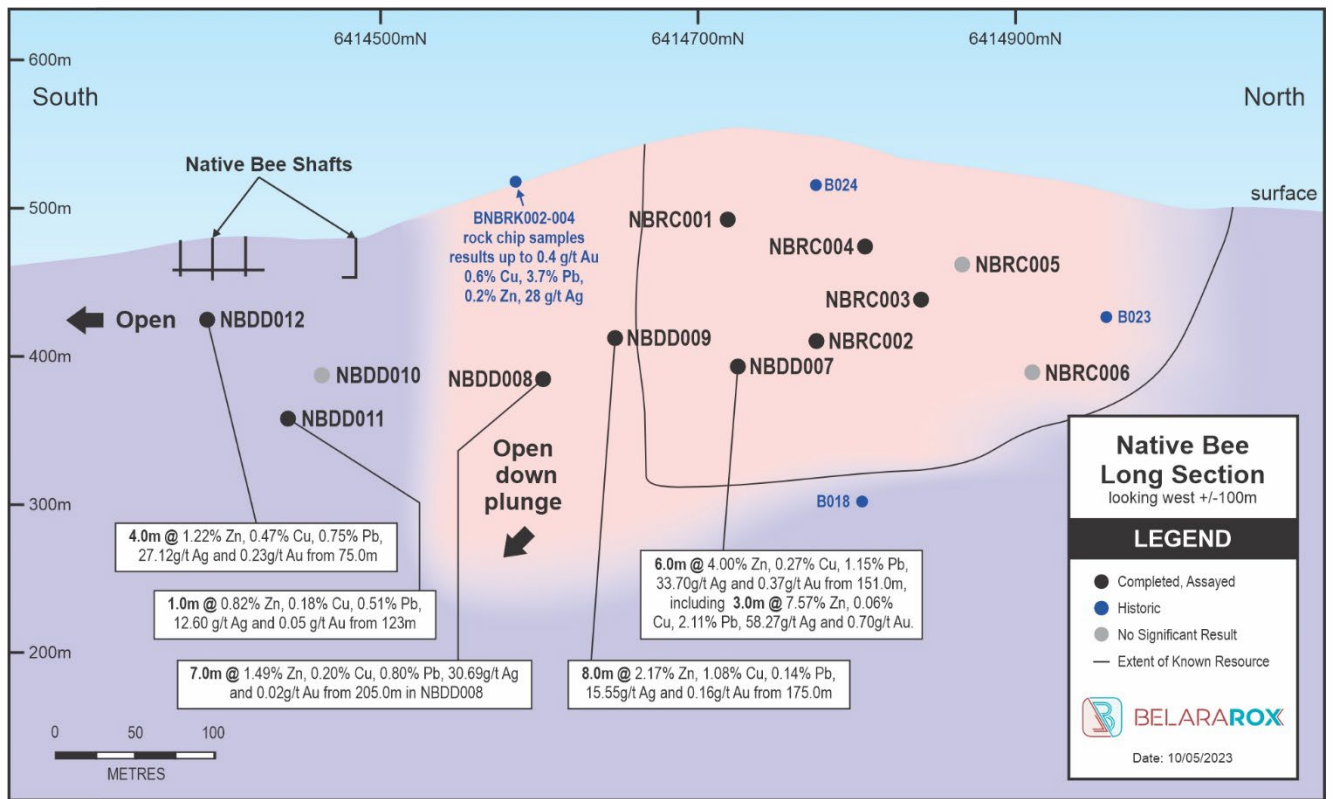 6414500mN
6414700mN
6414900mN
600m
South
North
Native Bee Shafts
500m
surface
BNBRK002-004
rock chip samples
results up to 0.4 g/t Au
0.6% Cu, 3.7% Pb,
0.2% Zn, 28 g/t Ag
B024
NBRC001
NBRC004
NBRC005
NBRC003
B023
Open
NBDD012
NBDD009
NBRC002
400m
NBDD010
NBDD008
NBDD007
NBRC006
NBDD011
Open
down
plunge
300m
B018
4.0m @ 1.22% Zn, 0.47% Cu, 0.75% Pb,
27.12g/t Ag and 0.23g/t Au from 75.0m
1.0m @ 0.82% Zn, 0.18% Cu, 0.51% Pb,
12.60 g/t Ag and 0.05 g/t Au from 123m
6.0m @ 4.00% Zn, 0.27% Cu, 1.15% Pb,
33.70g/t Ag and 0.37g/t Au from 151.0m,
including 3.0m @ 7.57% Zn, 0.06%
Cu, 2.11% Pb, 58.27g/t Ag and 0.70g/t Au.
200m
7.0m @ 1.49% Zn, 0.20% Cu, 0.80% Pb, 30.69g/t Ag
and 0.02g/t Au from 205.0m in NBDD008
8.0m @ 2.17% Zn, 1.08% Cu, 0.14% Pb,
15.55g/t Ag and 0.16g/t Au from 175.0m
0 50 100
METRES
Native Bee
Long Section
looking west +/-100m
LEGEND
Completed, Assayed
Historic
No Significant Result
Extent of Known Resource
BELARAROX
Date: 10/05/2023